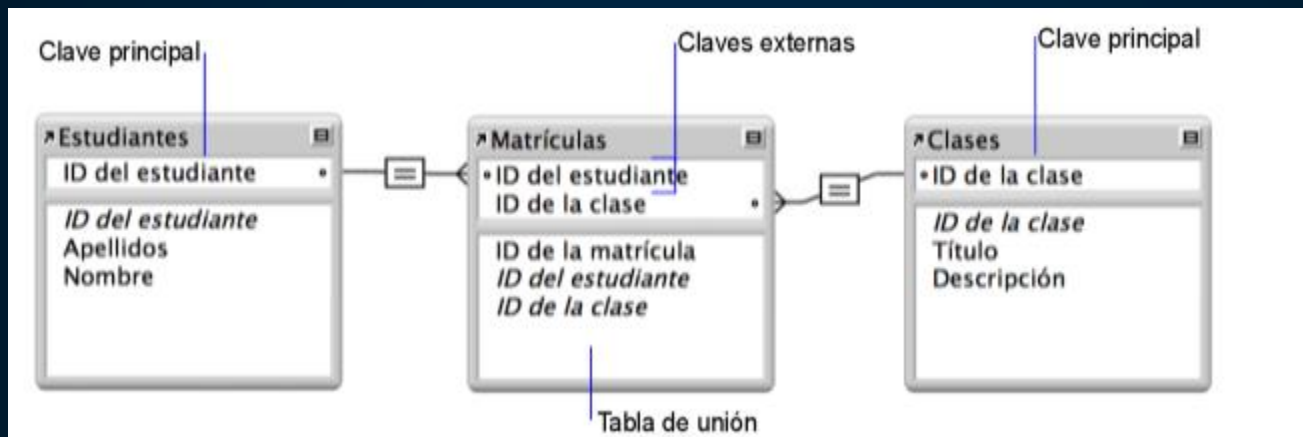 Clave principal
Claves externas
Clave principal
Estudiantes
ID del estudiante
ID del estudiante
Apellidos
Nombre
Matrículas
ID del estudiante
ID de la clase
ID de la matrícula
ID del estudiante
ID de la clase
Clases
ID de la clase
ID de la clase
Título
Descripción
Tabla de unión